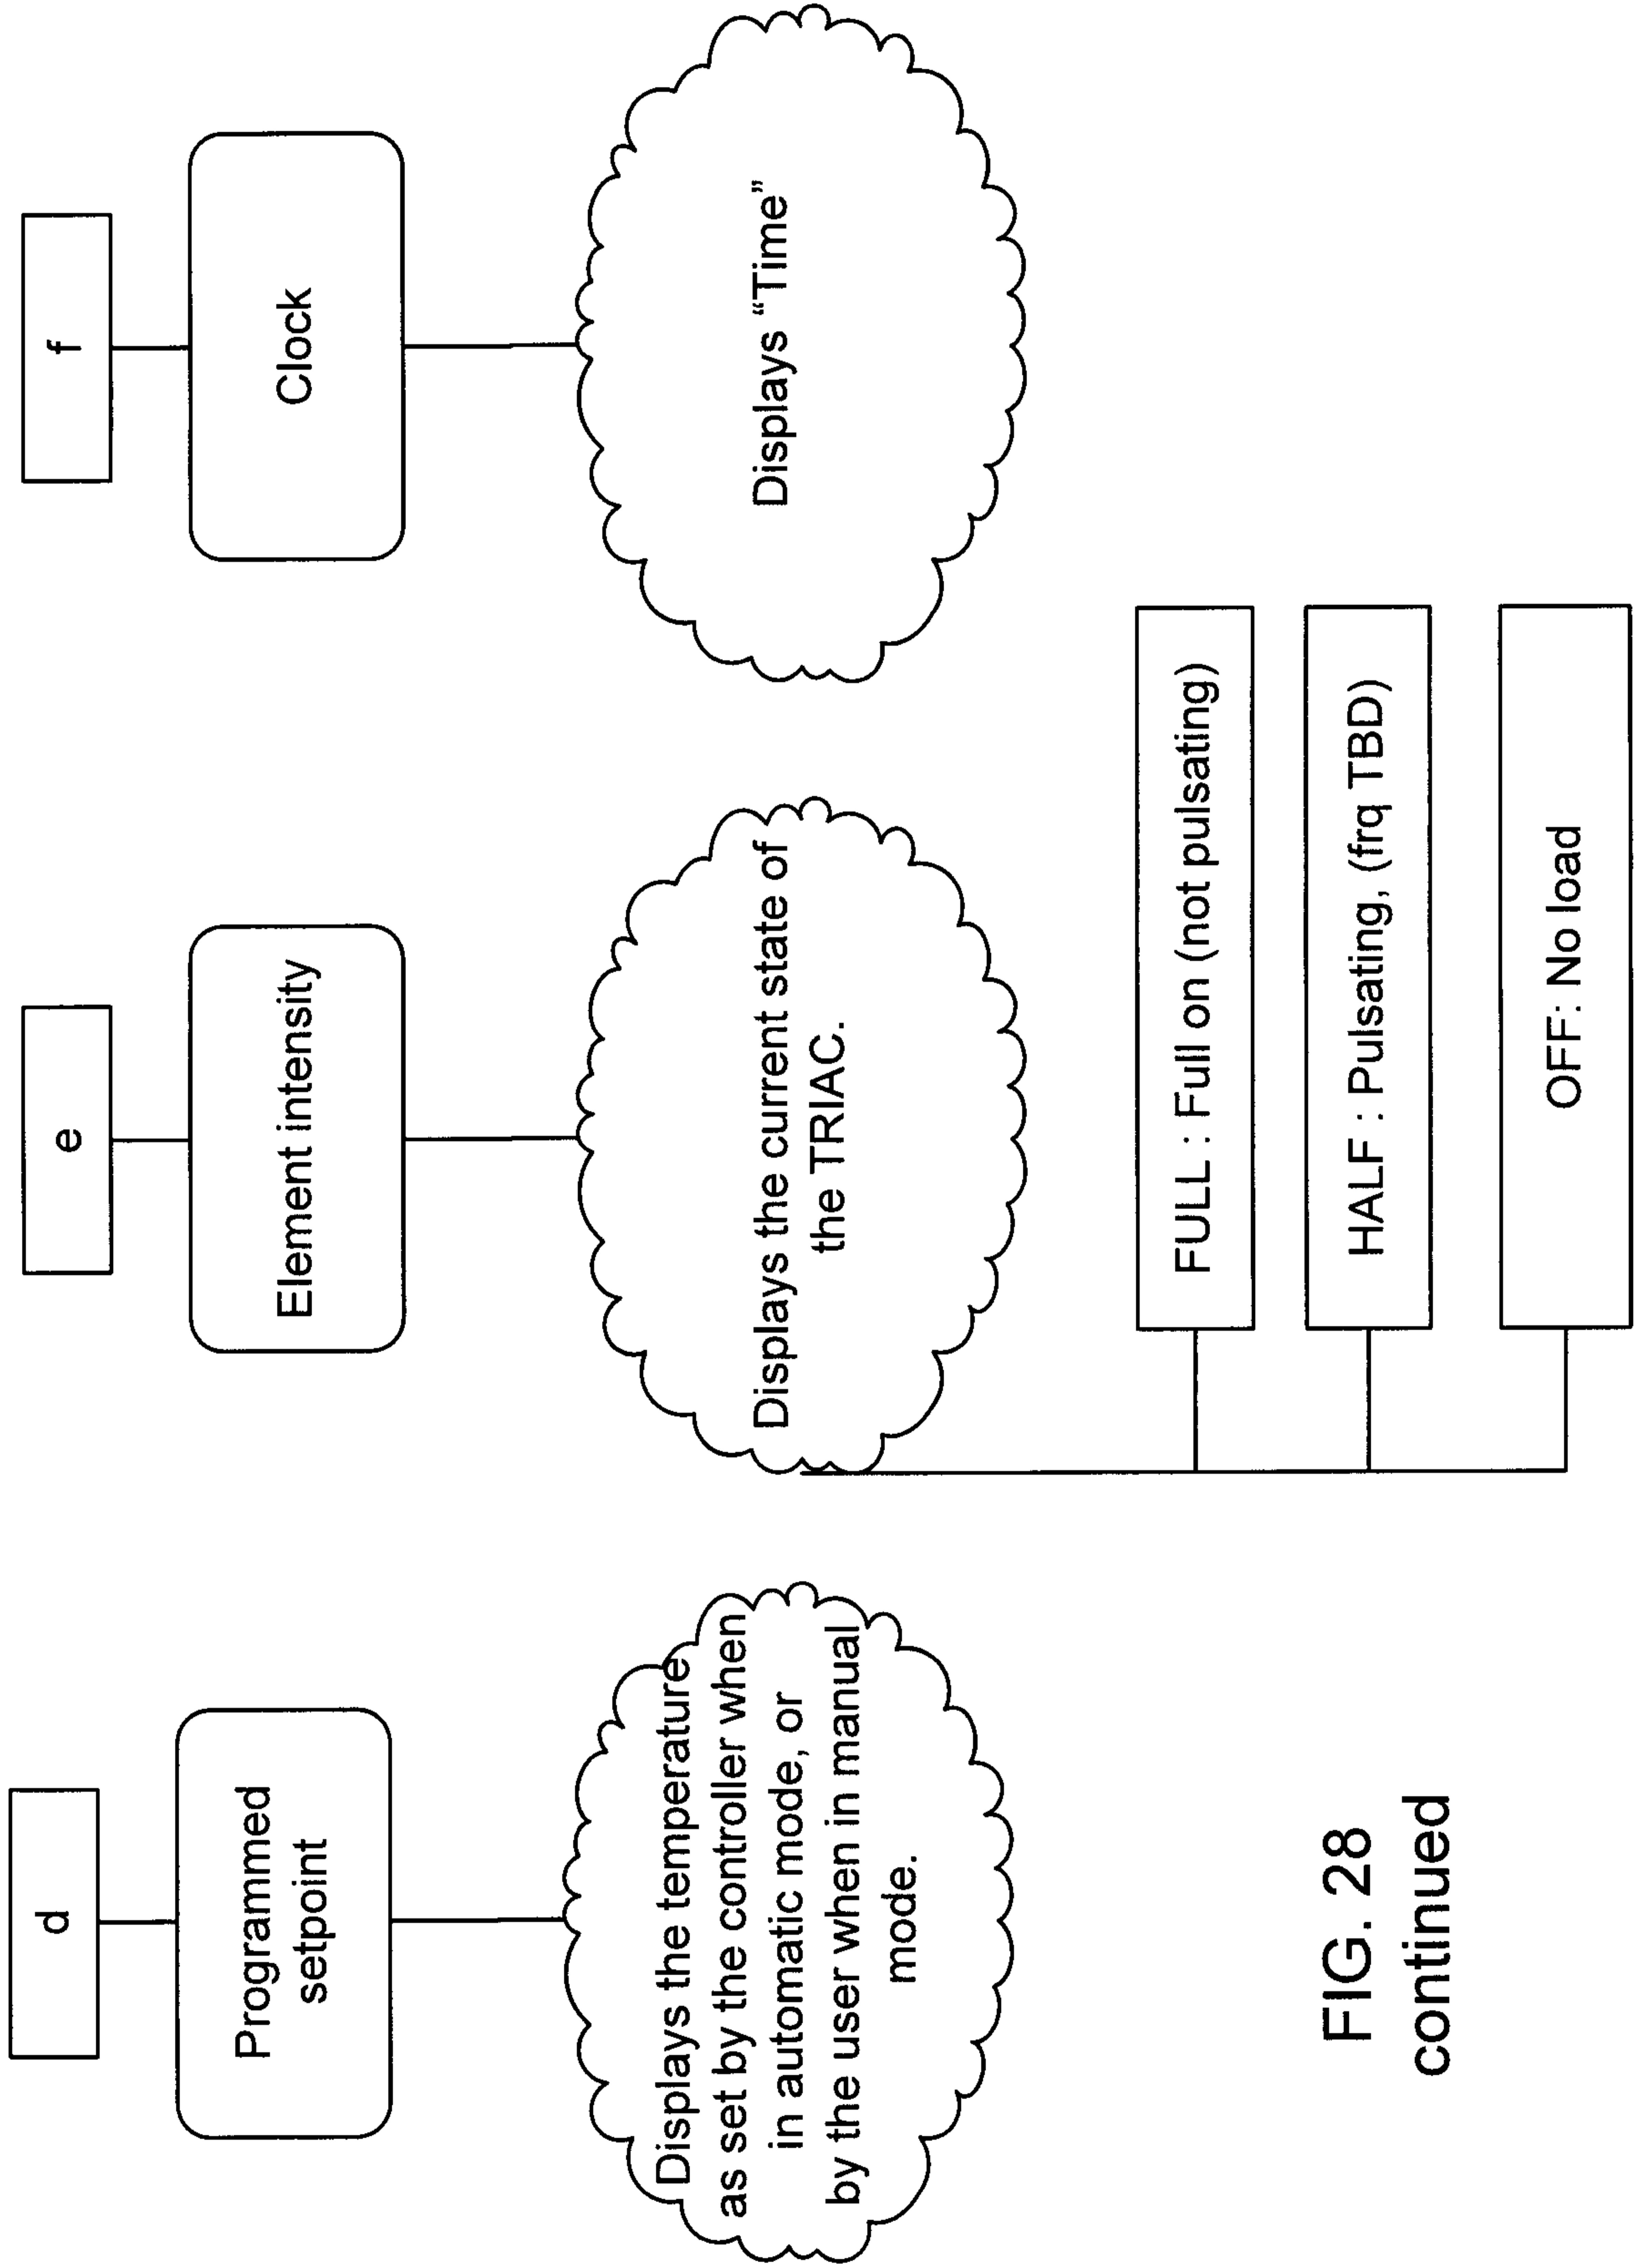 d
Programmed
setpoint
Displays the temperature
as set by the controller when
in automatic mode, or
by the user when in manual
mode.
e
Element intensity
Displays the current state of
the TRIAC.
FULL : Full on (not pulsating)
HALF : Pulsating, (frq TBD)
OFF: No load
f
Clock
Displays “Time”
FIG. 28
continued